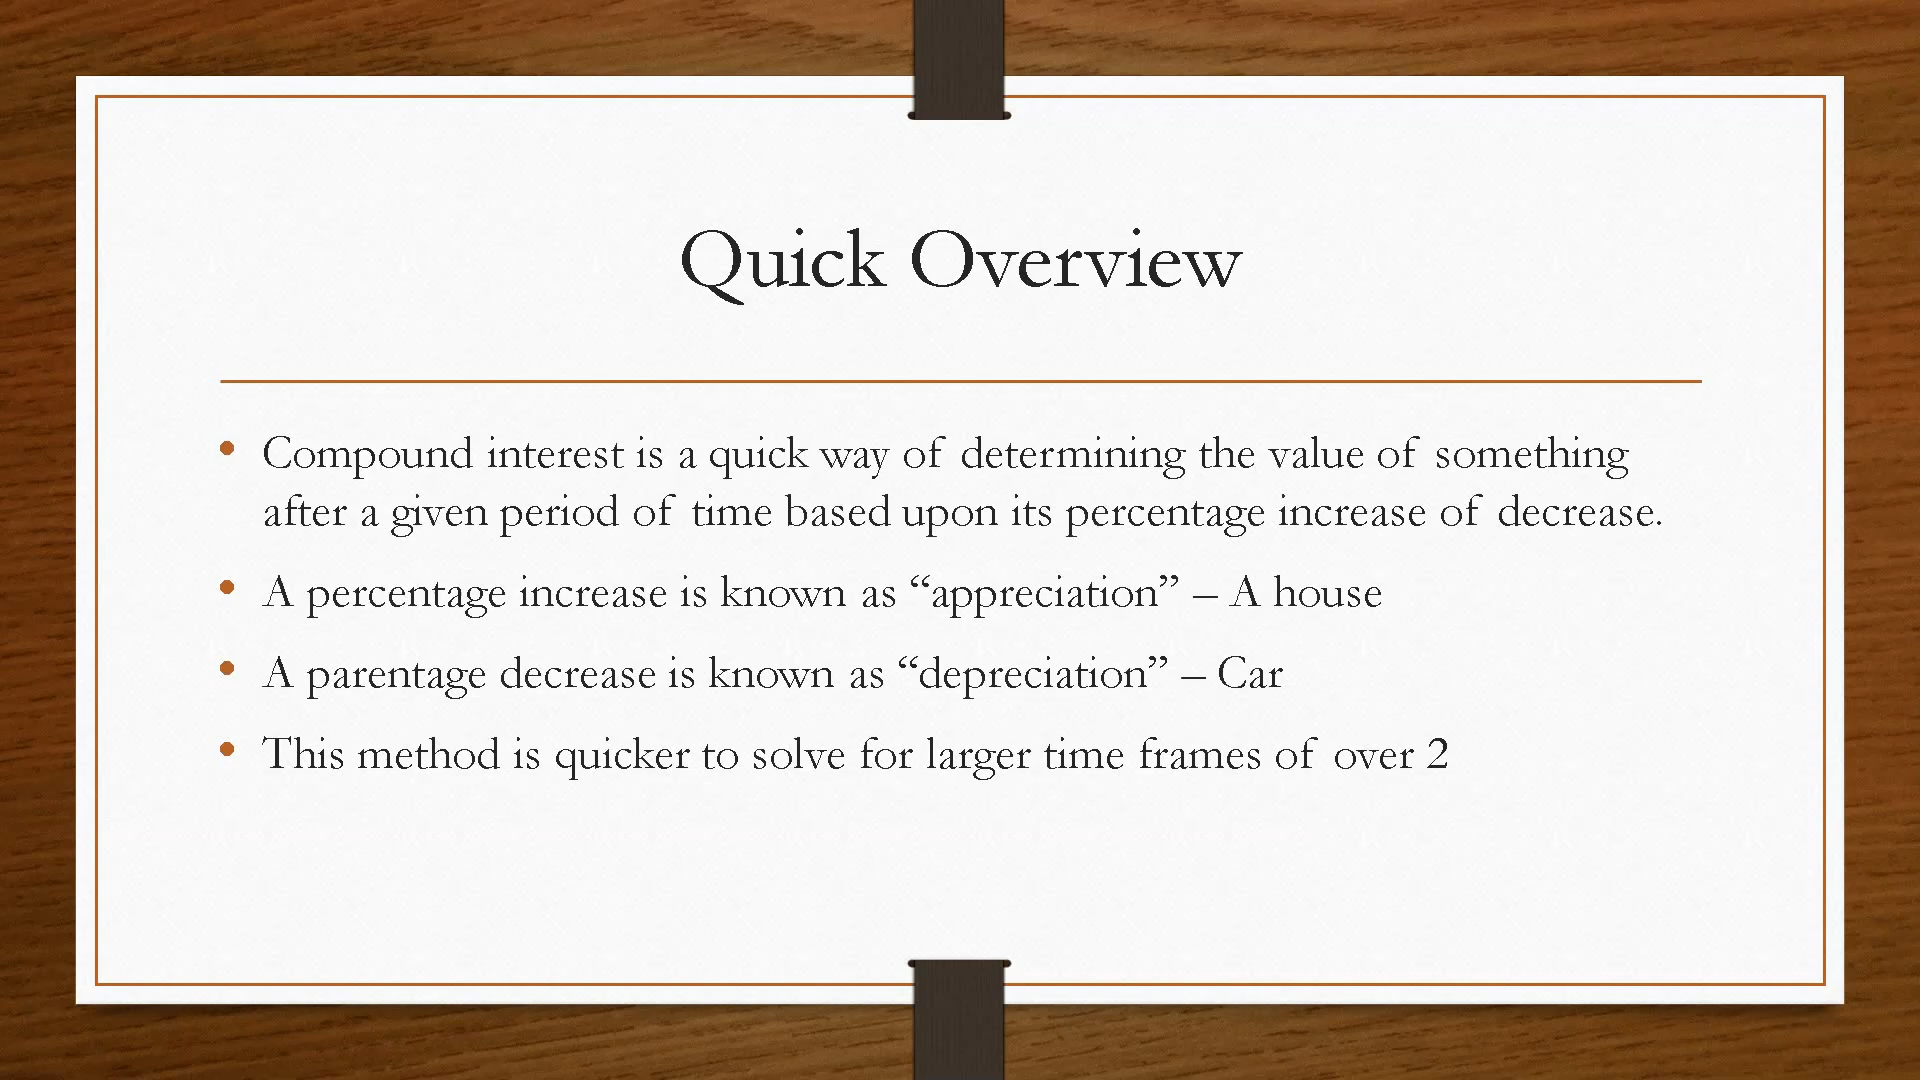 Quick Overview
• Compound interest is a quick way of determining the value of something
after a given period of time based upon its percentage increase of decrease.
• A percentage increase is known as “appreciation” – A house
• A parentage decrease is known as “depreciation” – Car
• This method is quicker to solve for larger time frames of over 2